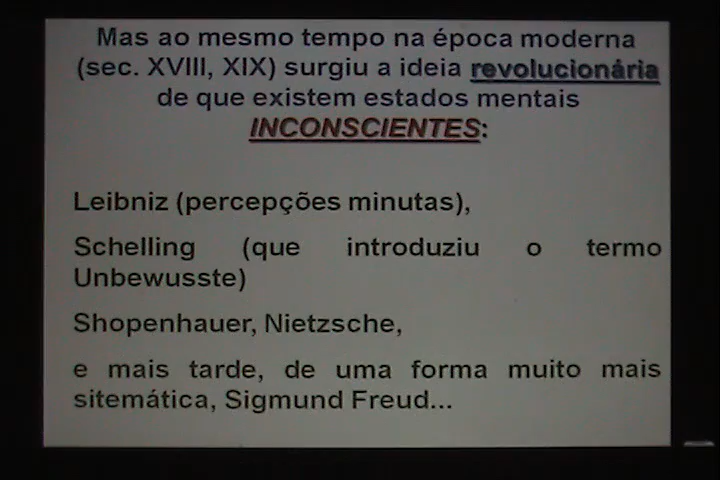 Mas ao mesmo tempo na época moderna
(sec. XVIII, XIX) surgiu a ideia revolucionária
de que existem estados mentais
INCONSCIENTES:
Leibniz (percepções minutas),
Schelling (que introduziu o termo
Unbewusste)
Shopenhauer, Nietzsche,
e mais tarde, de uma forma muito mais
sitemática, Sigmund Freud...